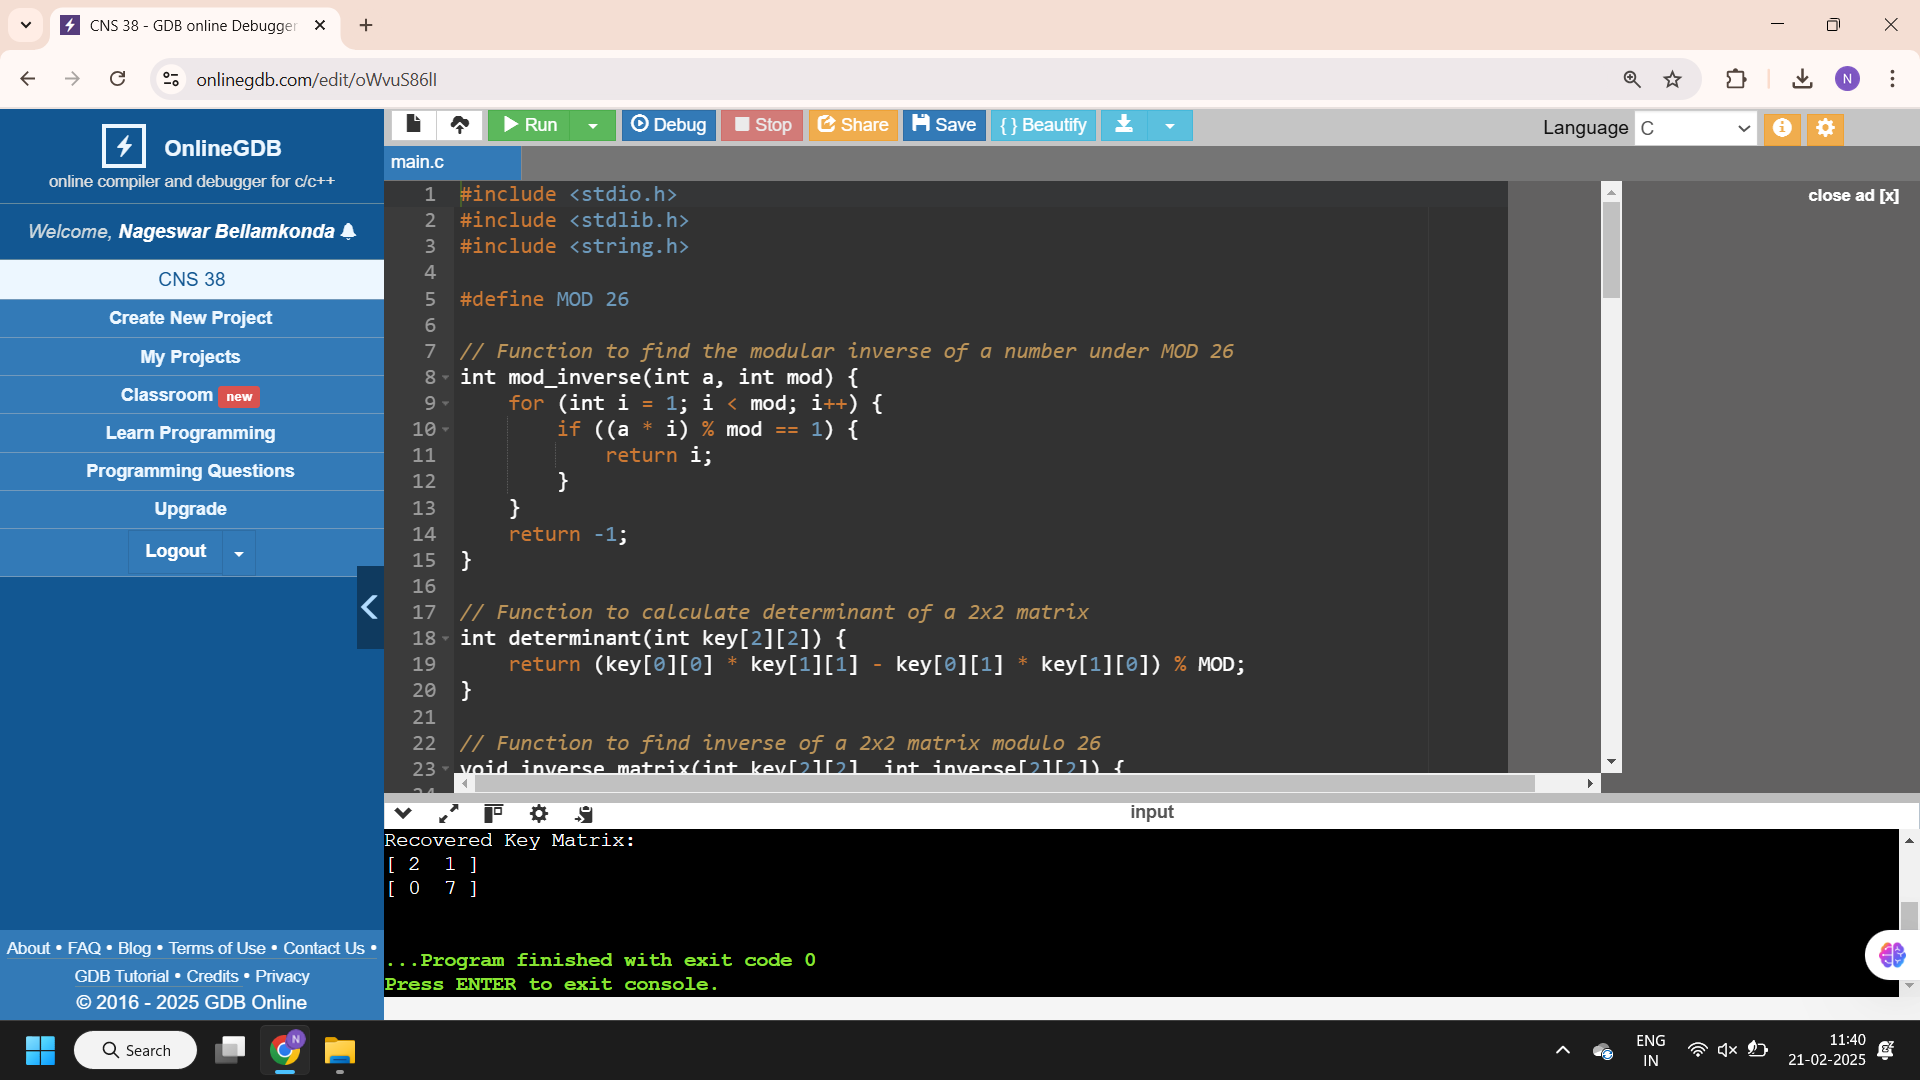 CNS 38 - GDB online Debugger
onlinegdb.com/edit/oWvuS86lI
N
OnlineGDB
online compiler and debugger for c/c++
Welcome, Nageswar Bellamkonda
CNS 38
Create New Project
My Projects
Classroom new
Learn Programming
Programming Questions
Upgrade
Logout
About • FAQ • Blog • Terms of Use • Contact Us •
GDB Tutorial • Credits • Privacy
© 2016 - 2025 GDB Online
Run
Debug
Stop
Share
Save
{ } Beautify
Language C
main.c
close ad [x]
1 #include <stdio.h>
2 #include <stdlib.h>
3 #include <string.h>
4
5 #define MOD 26
6
7 // Function to find the modular inverse of a number under MOD 26
8 int mod_inverse(int a, int mod) {
9     for (int i = 1; i < mod; i++) {
10         if ((a * i) % mod == 1) {
11             return i;
12         }
13     }
14     return -1;
15 }
16
17 // Function to calculate determinant of a 2x2 matrix
18 int determinant(int key[2][2]) {
19     return (key[0][0] * key[1][1] - key[0][1] * key[1][0]) % MOD;
20 }
21
22 // Function to find inverse of a 2x2 matrix modulo 26
23 void inverse_matrix(int key[2][2], int inverse[2][2]) {
24
input
Recovered Key Matrix:
[ 2  1 ]
[ 0  7 ]
...Program finished with exit code 0
Press ENTER to exit console.
Search
N
ENG
IN
11:40
21-02-2025